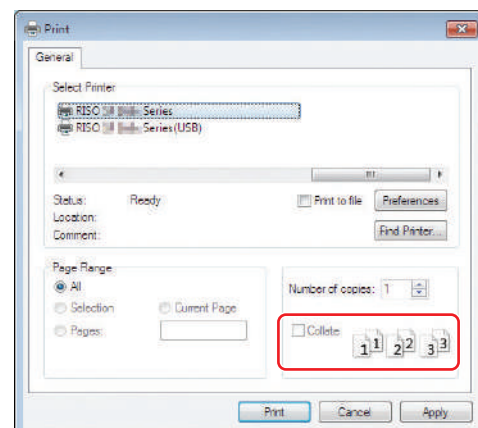 Print
General
Select Printer
RISO Series
RISO Series(USB)
Status: Ready Print to file Preferences
Location:
Comment: Find Printer...
Page Range
All
Selection Current Page
Pages:
Number of copies: 1
Collate 1 1 2 2 3 3
Print Cancel Apply